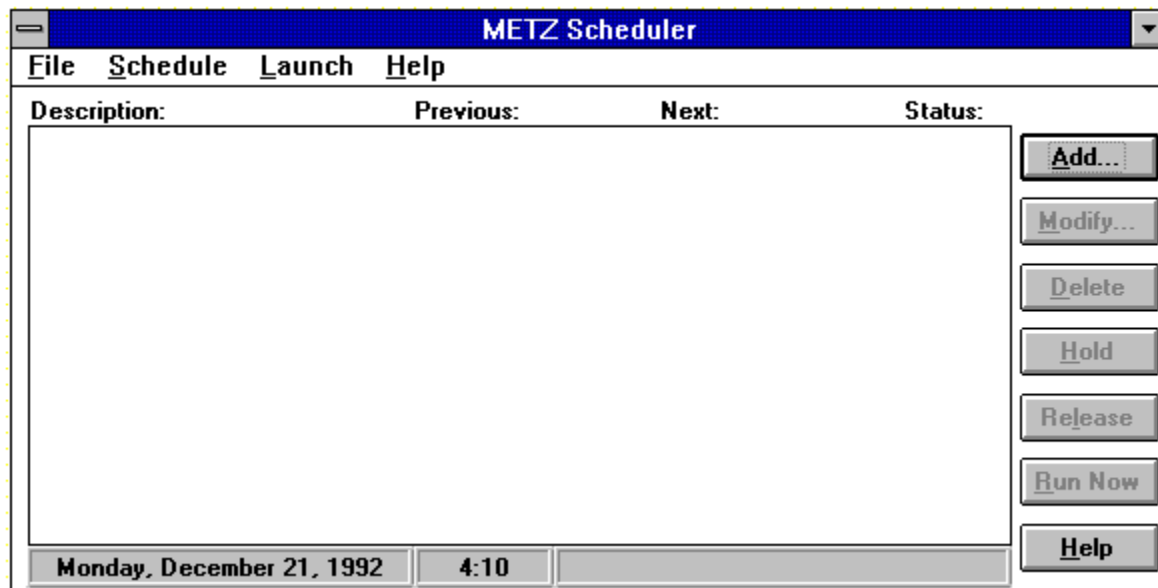 METZ Scheduler
File Schedule Launch Help
Description: Previous: Next: Status:
Add...
Modify...
Delete
Hold
Release
Run Now
Help
Monday, December 21, 1992 4:10